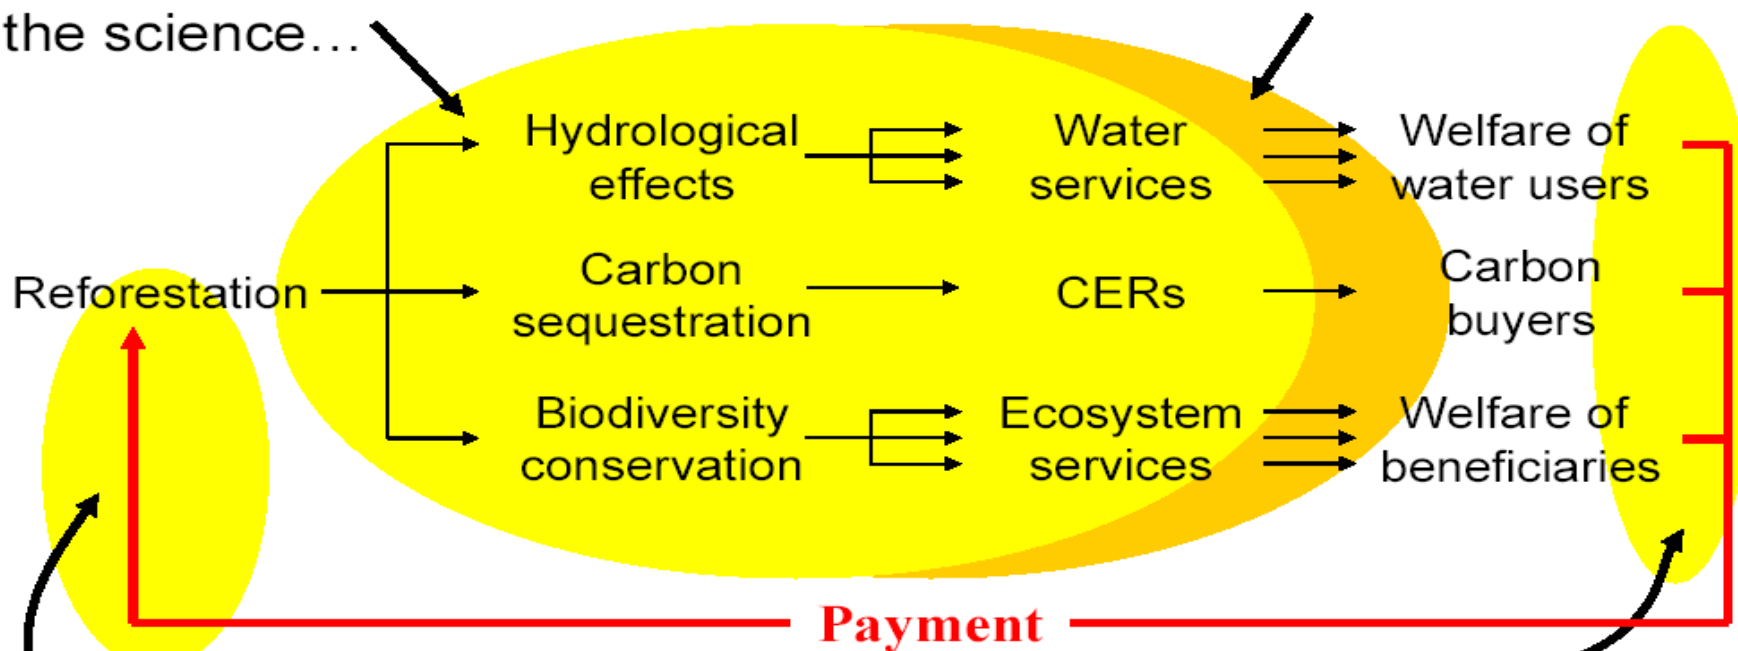 the science...
Hydrological
effects
Water
services
Welfare of
water users
Reforestation
Carbon
sequestration
CERs
Carbon
buyers
Biodiversity
conservation
Ecosystem
services
Welfare of
beneficiaries
Payment